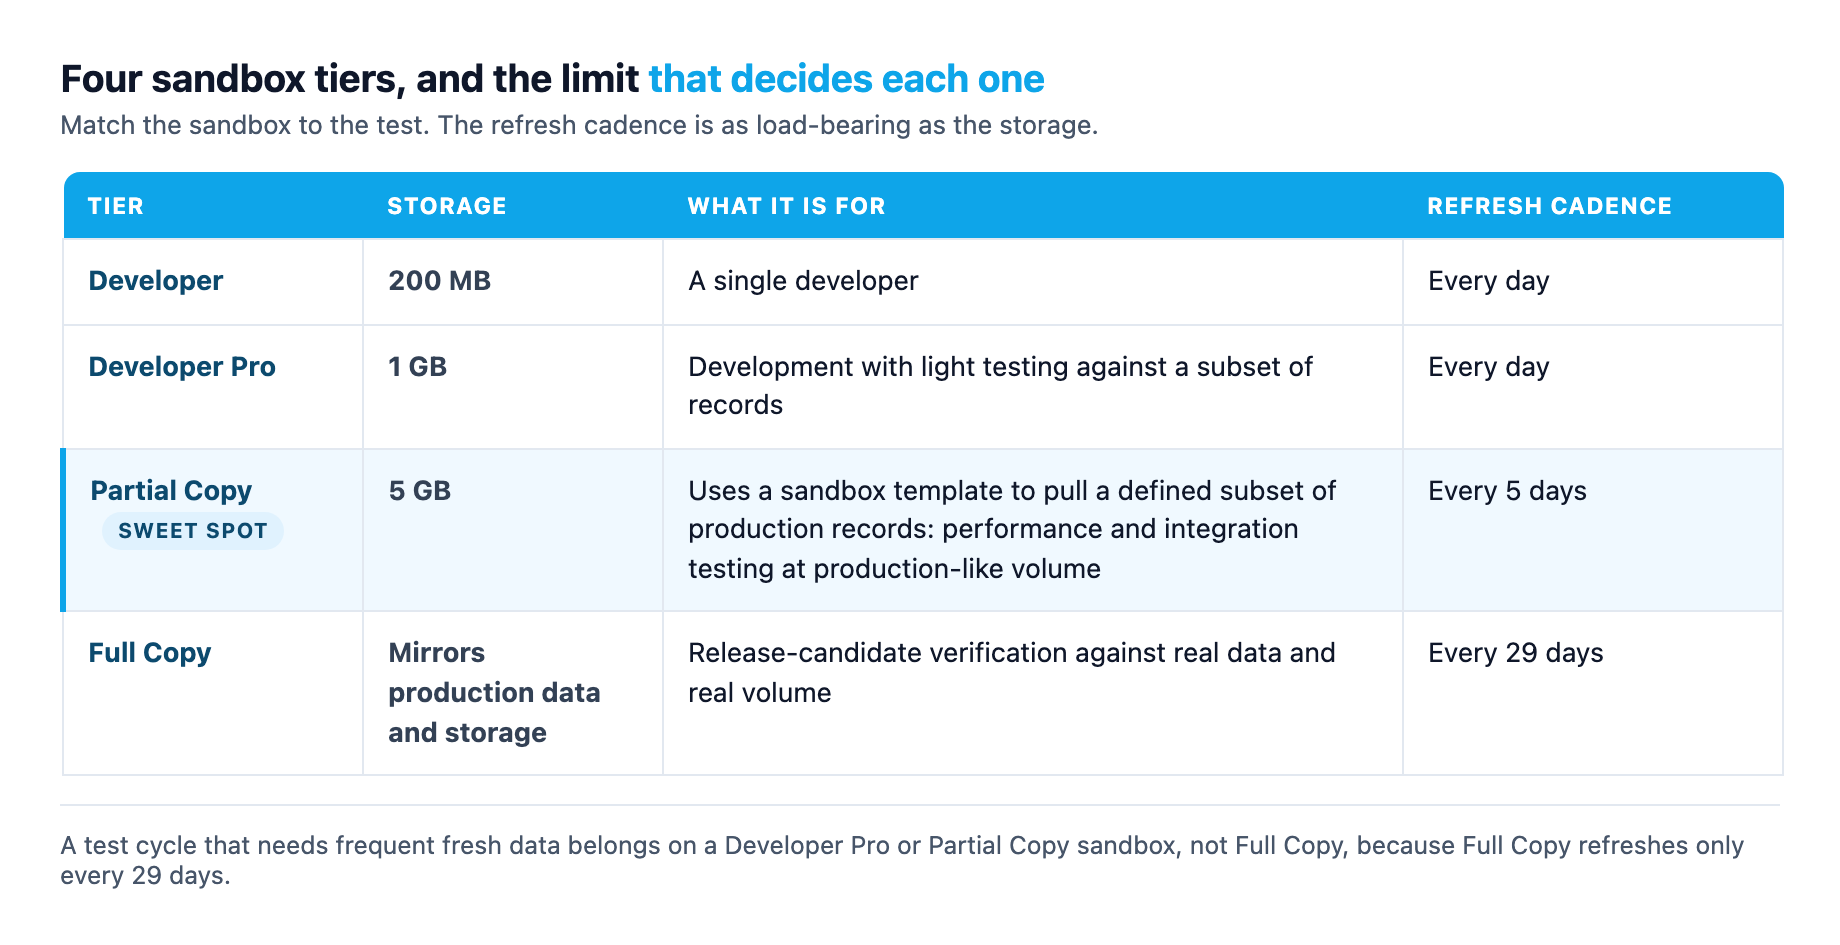 Four sandbox tiers, and the limit that decides each one
Match the sandbox to the test. The refresh cadence is as load-bearing as the storage.
TIER STORAGE WHAT IT IS FOR REFRESH CADENCE
Developer 200 MB A single developer Every day
Developer Pro 1 GB Development with light testing against a subset of Every day
records
Partial Copy 5 GB Uses a sandbox template to pull a defined subset of Every 5 days
SWEET SPOT production records: performance and integration
testing at production-like volume
Full Copy Mirrors Release-candidate verification against real data and Every 29 days
production data real volume
and storage
A test cycle that needs frequent fresh data belongs on a Developer Pro or Partial Copy sandbox, not Full Copy, because Full Copy refreshes only
every 29 days.